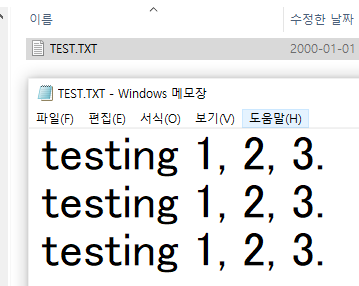 이름 수정한 날짜
TEST.TXT 2000-01-01
TEST.TXT - Windows 메모장
파일(F) 편집(E) 서식(O) 보기(V) 도움말(H)
testing 1, 2, 3.
testing 1, 2, 3.
testing 1, 2, 3.